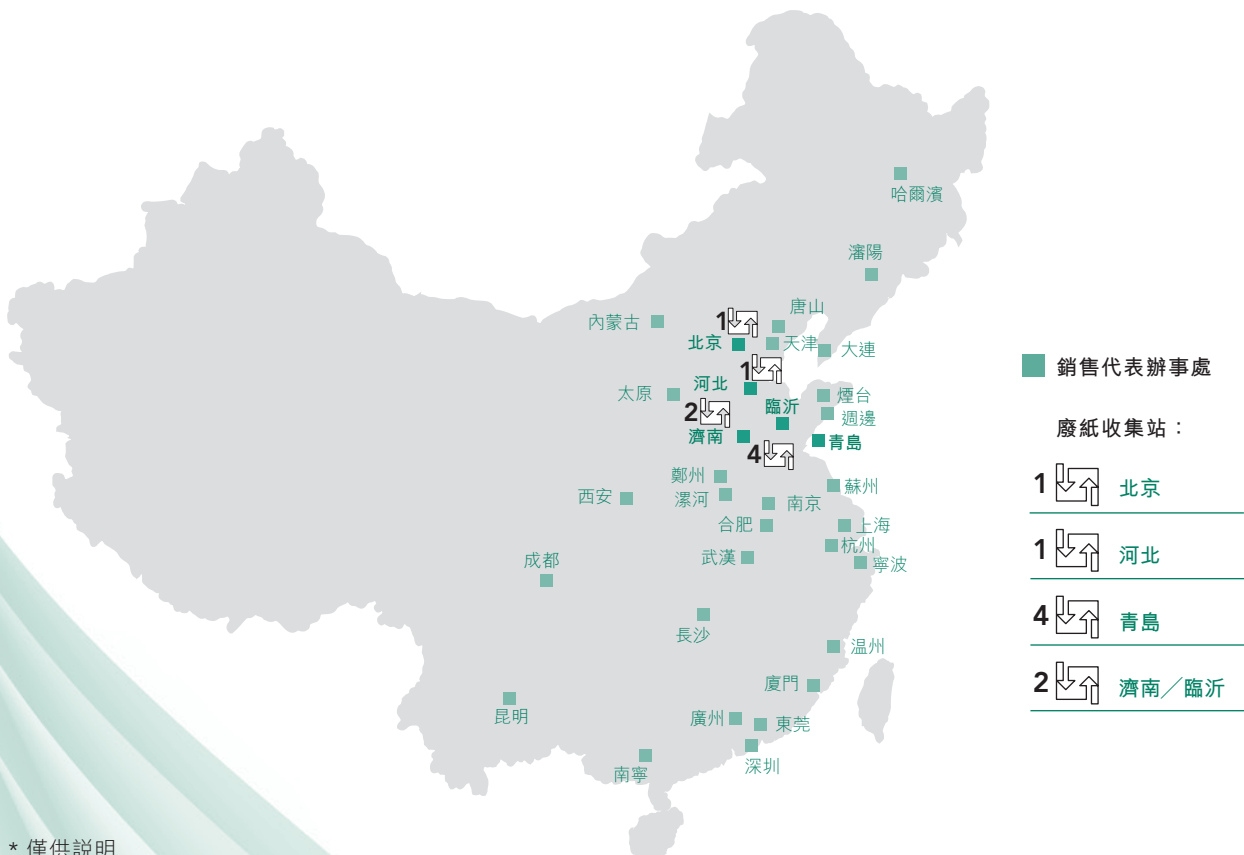 哈爾濱
瀋陽
唐山
內蒙古
1
北京
天津
大連
1
河北
太原
煙台
2
臨沂
週邊
濟南
青島
4
鄭州
蘇州
西安
漯河
南京
合肥
上海
杭州
武漢
寧波
成都
長沙
温州
廈門
昆明
廣州
東莞
深圳
南寧
銷售代表辦事處
廢紙收集站：
1 北京
1 河北
4 青島
2 濟南／臨沂
* 僅供説明